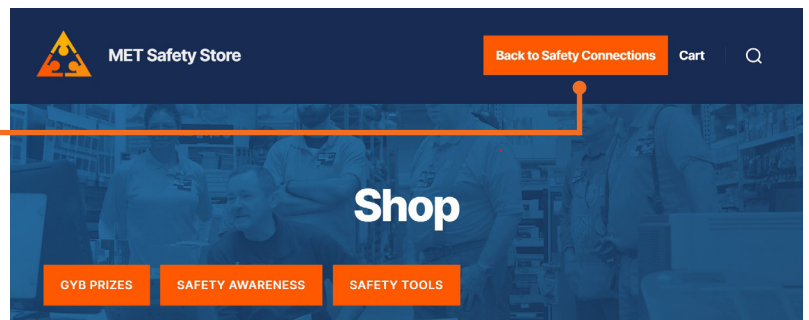 MET Safety Store
Back to Safety Connections Cart
Shop
GYB PRIZES SAFETY AWARENESS SAFETY TOOLS